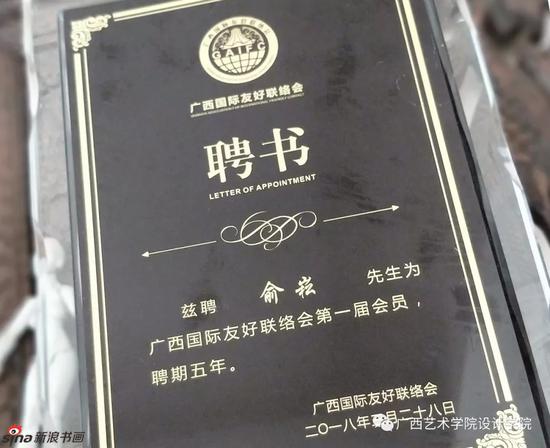 GAIFC
广西国际友好联络会
聘书
LETTER OF APPOINTMENT
兹聘 俞崧 先生为
广西国际友好联络会第一届会员，
聘期五年。
广西国际友好联络会
二〇一八年 月二十八日
广西艺术学院设计学院
sina新浪书画